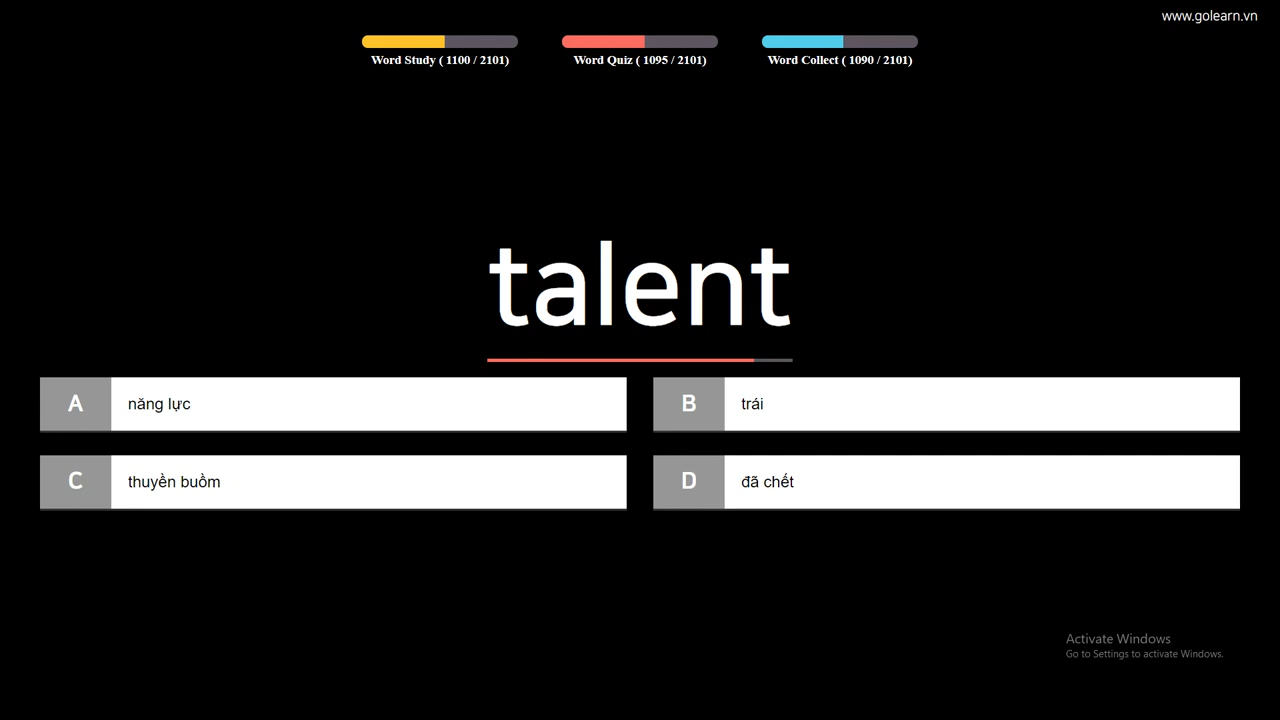 www.golearn.vn
Word Study ( 1100 / 2101)
Word Quiz ( 1095 / 2101)
Word Collect ( 1090 / 2101)
talent
A năng lực
B trái
C thuyền buồm
D đã chết
Activate Windows
Go to Settings to activate Windows.